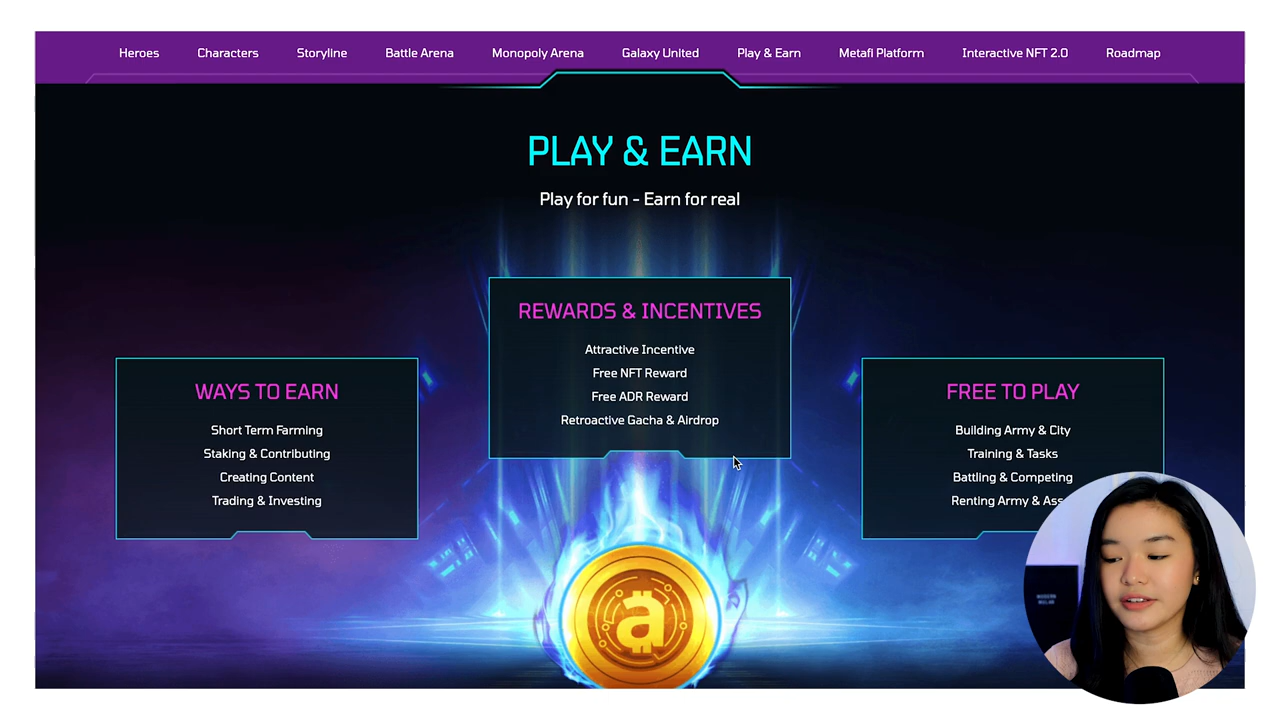 Heroes
Characters
Storyline
Battle Arena
Monopoly Arena
Galaxy United
Play & Earn
Metafi Platform
Interactive NFT 2.0
Roadmap
PLAY & EARN
Play for fun - Earn for real
WAYS TO EARN
Short Term Farming
Staking & Contributing
Creating Content
Trading & Investing
REWARDS & INCENTIVES
Attractive Incentive
Free NFT Reward
Free ADR Reward
Retroactive Gacha & Airdrop
FREE TO PLAY
Building Army & City
Training & Tasks
Battling & Competing
Renting Army &
a